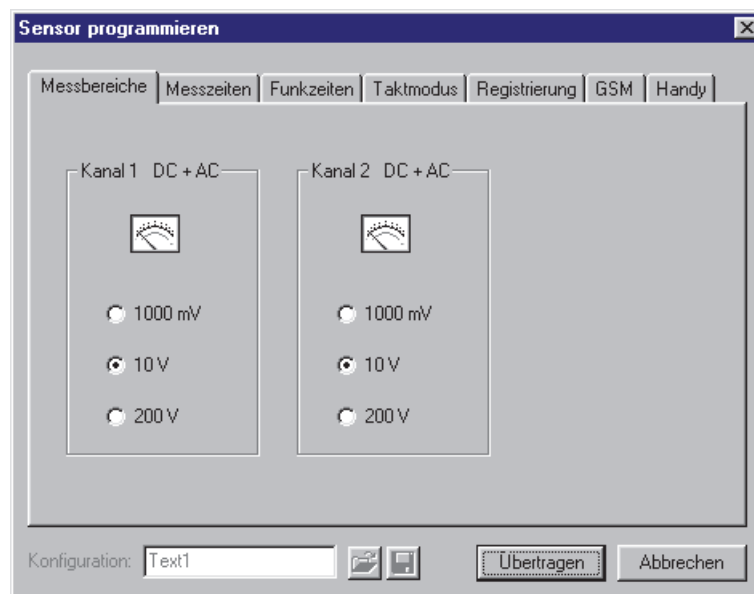 Sensor programmieren
Messbereiche Messzeiten Funkzeiten Taktmodus Registrierung GSM Handy
Kanal 1 DC + AC Kanal 2 DC + AC
1000 mV 1000 mV
10 V 10 V
200 V 200 V
Konfiguration: Text1 Übertragen Abbrechen